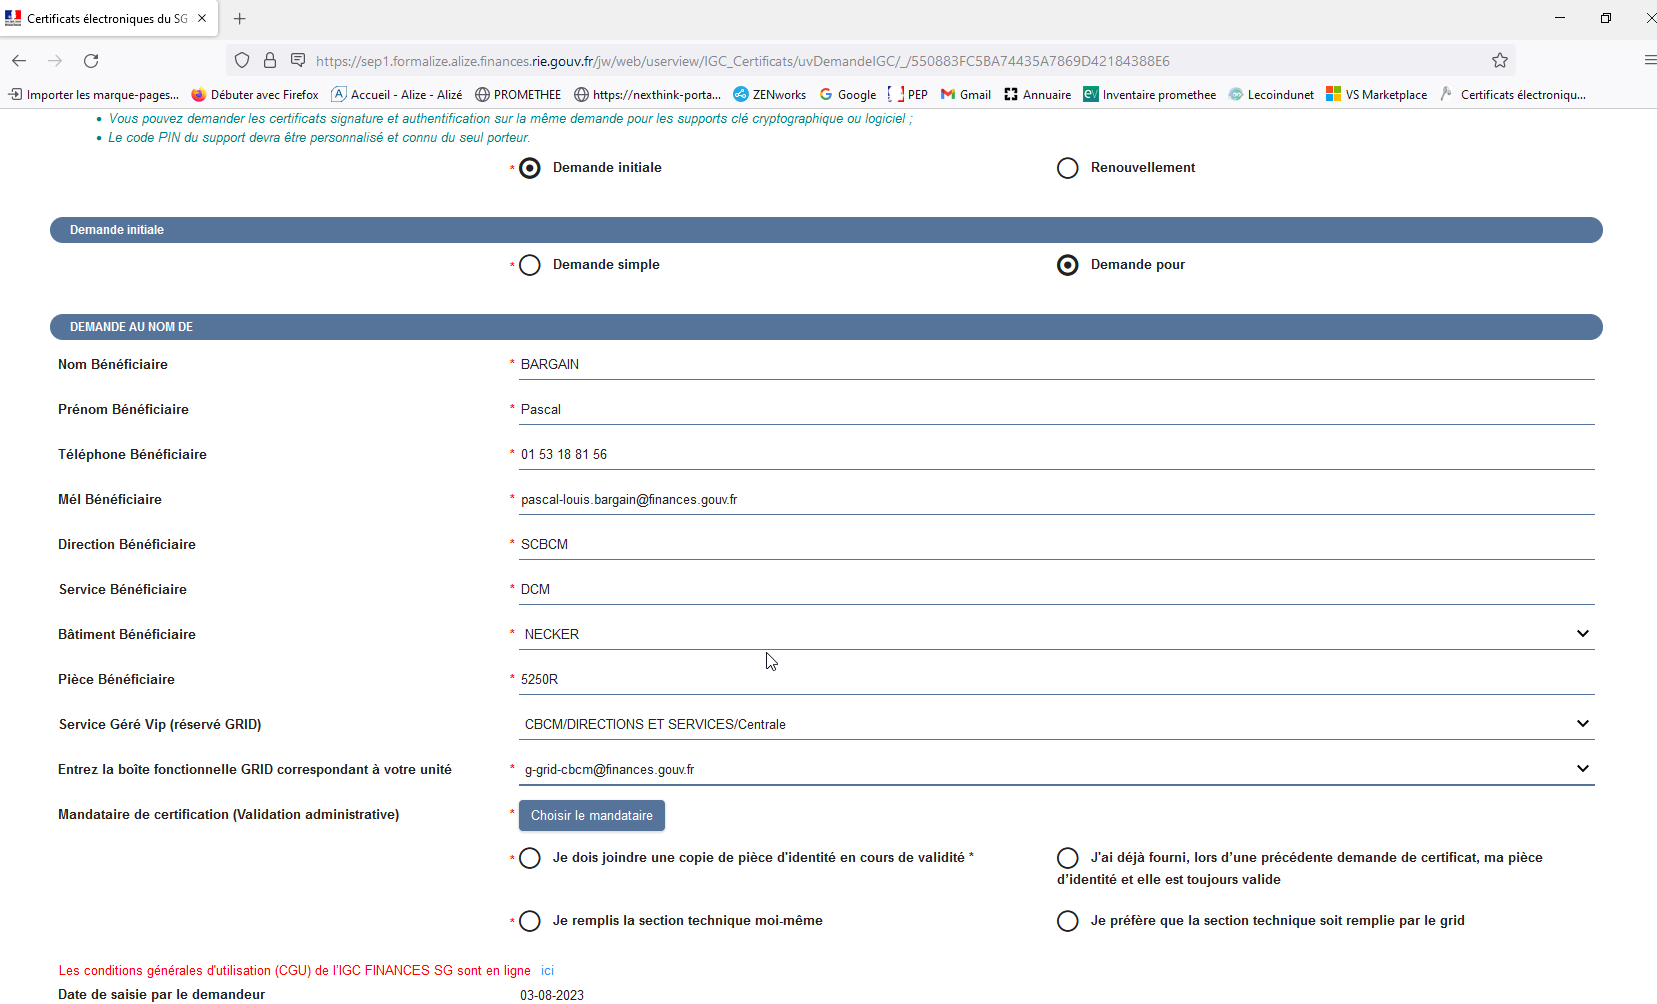 Certificats électroniques du SG
https://sep1.formalize.alize.finances.rie.gouv.fr/jw/web/userview/IGC_Certificats/uvDemandeIGC/_/550883FC5BA74435A7869D42184388E6
Importer les marque-pages... Débuter avec Firefox Accueil - Alize - Alizé PROMETHEE https://nexthink-porta... ZENworks Google PEP Gmail Annuaire Inventaire promethee Lecoindunet VS Marketplace Certificats électroniqu...
• Vous pouvez demander les certificats signature et authentification sur la même demande pour les supports clé cryptographique ou logiciel ;
• Le code PIN du support devra être personnalisé et connu du seul porteur.
* Demande initiale Renouvellement
Demande initiale
* Demande simple Demande pour
DEMANDE AU NOM DE
Nom Bénéficiaire * BARGAIN
Prénom Bénéficiaire * Pascal
Téléphone Bénéficiaire * 01 53 18 81 56
Mél Bénéficiaire * pascal-louis.bargain@finances.gouv.fr
Direction Bénéficiaire * SCBCM
Service Bénéficiaire * DCM
Bâtiment Bénéficiaire * NECKER
Pièce Bénéficiaire * 5250R
Service Géré Vip (réservé GRID) CBCM/DIRECTIONS ET SERVICES/Centrale
Entrez la boîte fonctionnelle GRID correspondant à votre unité * g-grid-cbcm@finances.gouv.fr
Mandataire de certification (Validation administrative) * Choisir le mandataire
* Je dois joindre une copie de pièce d'identité en cours de validité * J'ai déjà fourni, lors d’une précédente demande de certificat, ma pièce
d’identité et elle est toujours valide
* Je remplis la section technique moi-même Je préfère que la section technique soit remplie par le grid
Les conditions générales d'utilisation (CGU) de l’IGC FINANCES SG sont en ligne ici
Date de saisie par le demandeur 03-08-2023